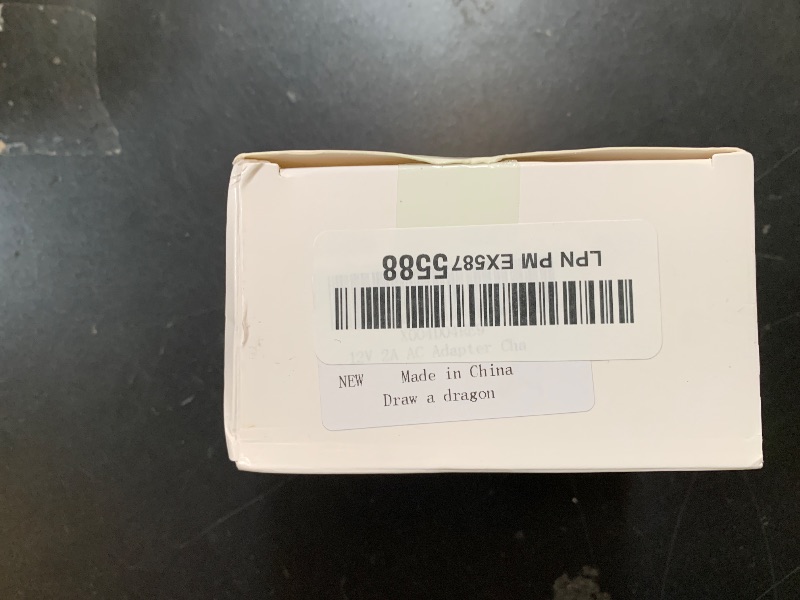 LPN PM EX5875588
12V 2A AC Adapter Cha
NEW Made in China
Draw a dragon